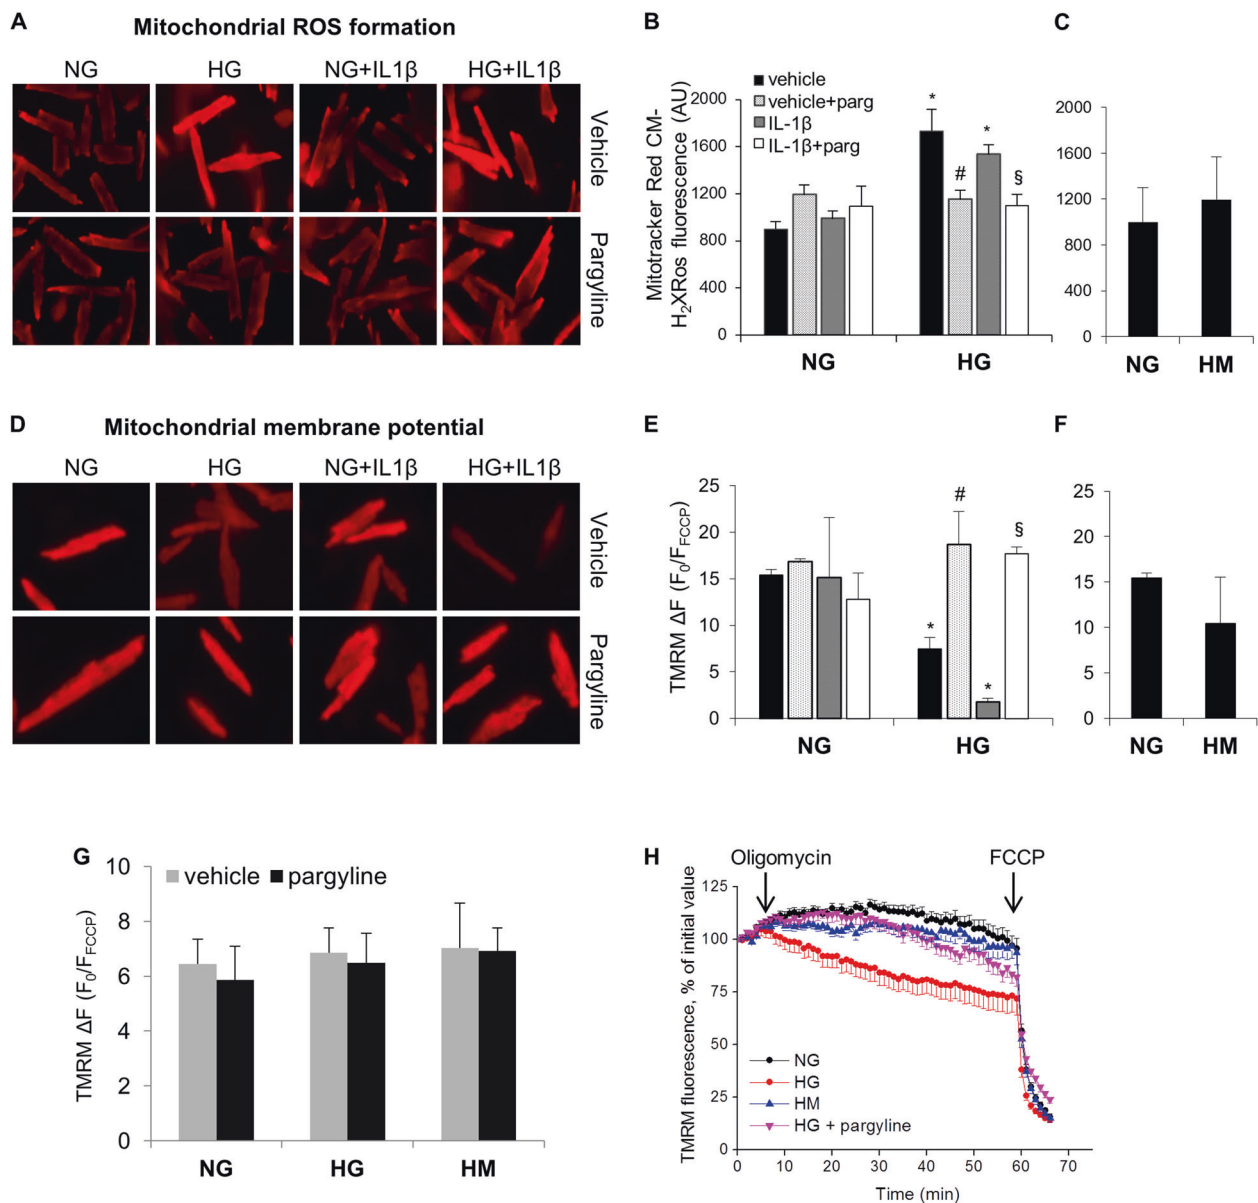 A
Mitochondrial ROS formation
NG
HG
NG+IL1β
HG+IL1β
Vehicle
Pargyline
B
Mitotracker Red CM-
H₂XRos fluorescence (AU)
vehicle
vehicle+parg
IL-1β
IL-1β+parg
2000
1600
1200
800
400
0
*
#
*
§
NG
HG
C
2000
1600
1200
800
400
0
NG
HM
D
Mitochondrial membrane potential
NG
HG
NG+IL1β
HG+IL1β
Vehicle
Pargyline
E
TMRM ΔF (F₀/F_FCCP)
25
20
15
10
5
0
*
#
*
§
NG
HG
F
25
20
15
10
5
0
NG
HM
G
TMRM ΔF (F₀/F_FCCP)
vehicle
pargyline
10
8
6
4
2
0
NG
HG
HM
H
Oligomycin
FCCP
TMRM fluorescence, % of initial value
125
100
75
50
25
0
NG
HG
HM
HG + pargyline
0 10 20 30 40 50 60 70
Time (min)